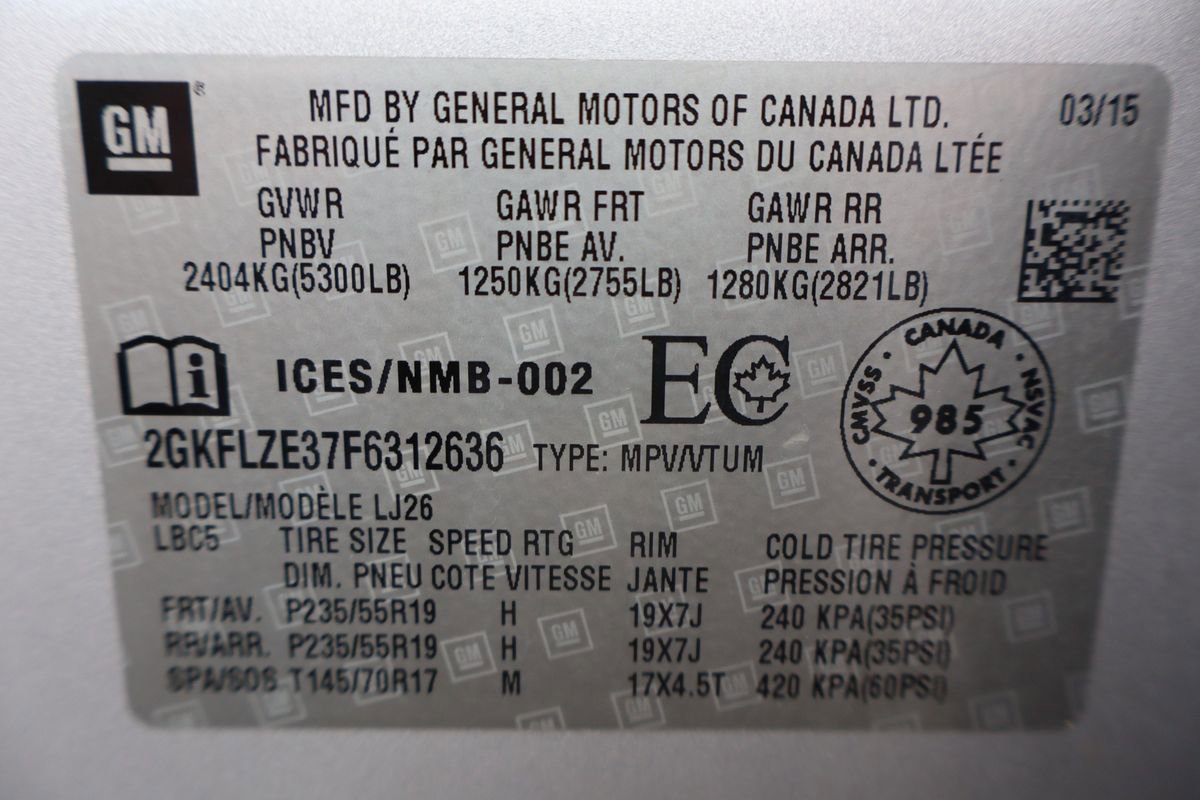 GM
MFD BY GENERAL MOTORS OF CANADA LTD.
03/15
FABRIQUÉ PAR GENERAL MOTORS DU CANADA LTÉE
GVWR GAWR FRT GAWR RR
PNBV PNBE AV. PNBE ARR.
2404KG(5300LB) 1250KG(2755LB) 1280KG(2821LB)
i ICES/NMB-002 EC
CANADA
CMVSS 985 NSVAC
TRANSPORT
2GKFLZE37F6312636 TYPE: MPV/VTUM
MODEL/MODÈLE LJ26
LBC5 TIRE SIZE SPEED RTG RIM COLD TIRE PRESSURE
DIM. PNEU COTE VITESSE JANTE PRESSION À FROID
FRT/AV. P235/55R19 H 19X7J 240 KPA(35PSI)
RR/ARR. P235/55R19 H 19X7J 240 KPA(35PSI)
SPA/SOS T145/70R17 M 17X4.5T 420 KPA(60PSI)